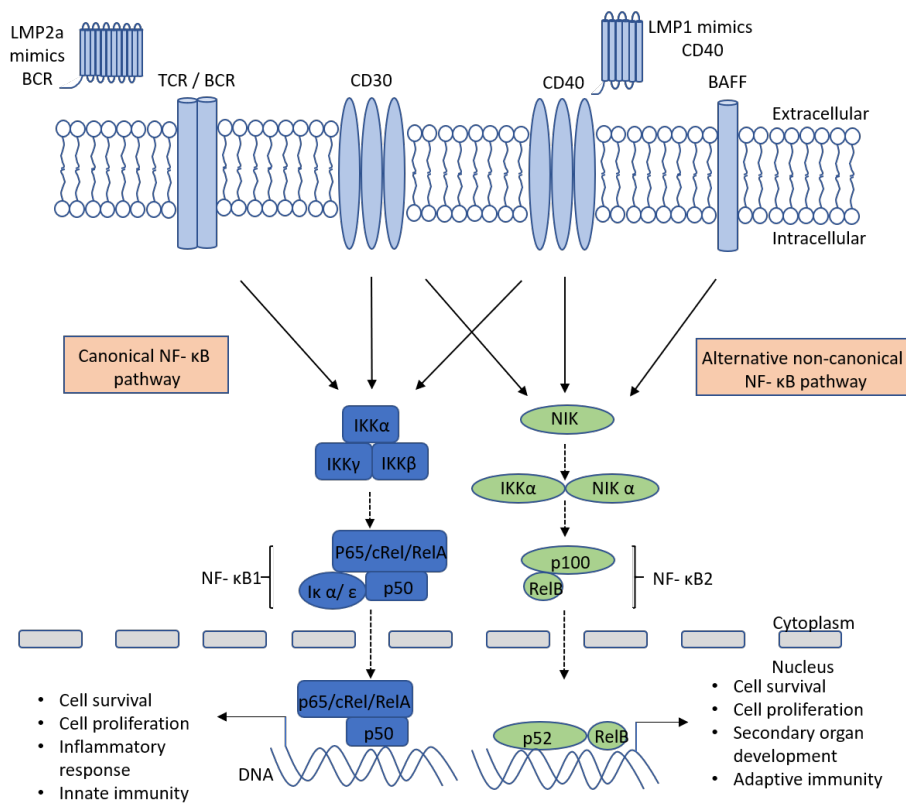 LMP2a
mimics
BCR
TCR / BCR
CD30
CD40
LMP1 mimics
CD40
BAFF
Extracellular
Intracellular
Canonical NF- κB
pathway
Alternative non-canonical
NF- κB pathway
IKKα
IKKγ
IKKβ
NIK
IKKα
NIK α
NF- κB1
P65/cRel/RelA
Iκ α/ ε
p50
p100
RelB
NF- κB2
Cytoplasm
Nucleus
• Cell survival
• Cell proliferation
• Inflammatory
response
• Innate immunity
p65/cRel/RelA
p50
DNA
p52
RelB
• Cell survival
• Cell proliferation
• Secondary organ
development
• Adaptive immunity